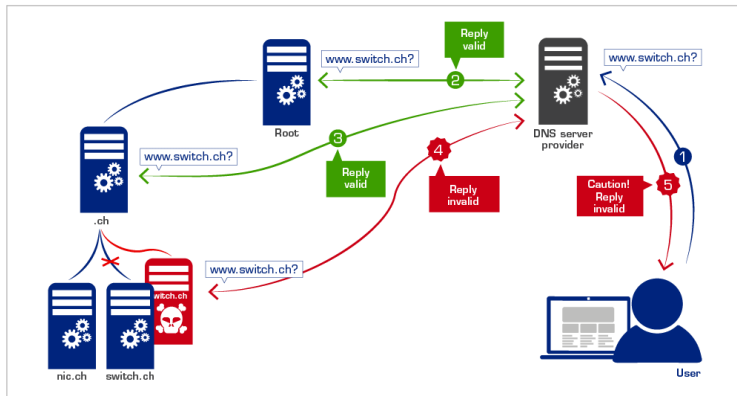 Reply
valid
www.switch.ch?
2
www.switch.ch?
Root
DNS server
provider
3
Reply
valid
www.switch.ch?
4
Reply
invalid
1
Caution!
Reply
invalid
5
.ch
www.switch.ch?
witch.ch
nic.ch
switch.ch
User